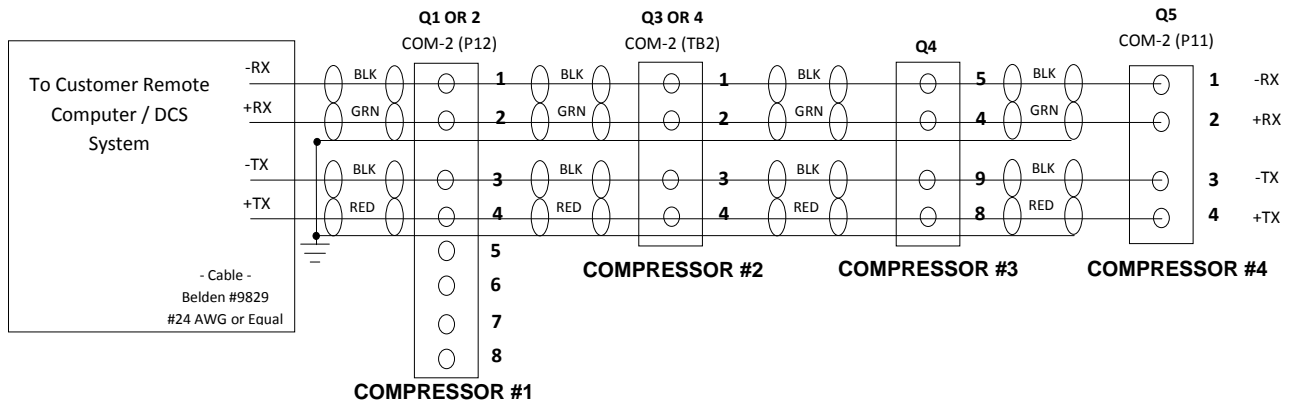 Q1 OR 2
COM-2 (P12)
Q3 OR 4
COM-2 (TB2)
Q4
Q5
COM-2 (P11)
To Customer Remote
Computer / DCS
System
-RX
+RX
-TX
+TX
- Cable -
Belden #9829
#24 AWG or Equal
BLK
GRN
BLK
RED
1
2
3
4
5
6
7
8
COMPRESSOR #1
BLK
GRN
BLK
RED
1
2
3
4
COMPRESSOR #2
BLK
GRN
BLK
RED
5
4
9
8
COMPRESSOR #3
BLK
GRN
BLK
RED
1 -RX
2 +RX
3 -TX
4 +TX
COMPRESSOR #4